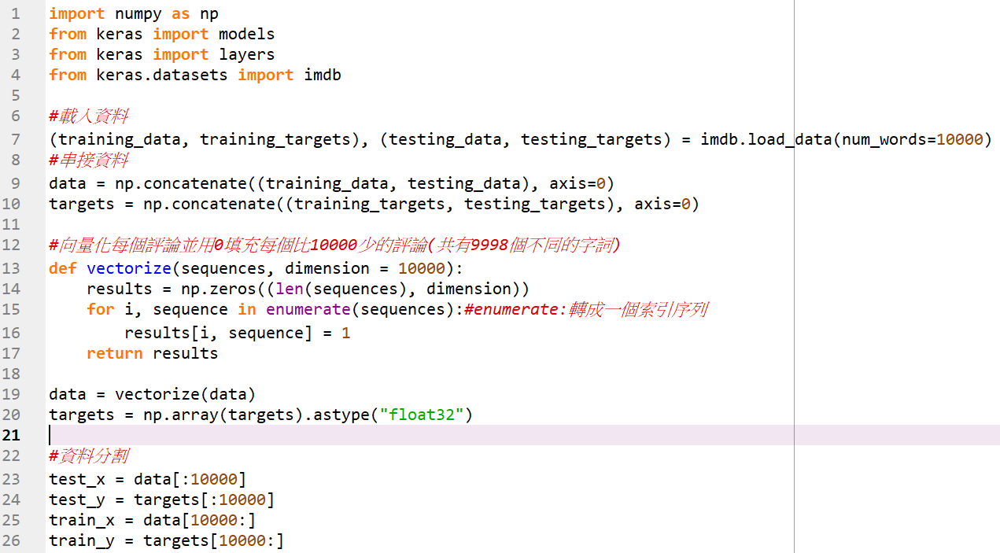 1 import numpy as np
2 from keras import models
3 from keras import layers
4 from keras.datasets import imdb
5
6 #載入資料
7 (training_data, training_targets), (testing_data, testing_targets) = imdb.load_data(num_words=10000)
8 #串接資料
9 data = np.concatenate((training_data, testing_data), axis=0)
10 targets = np.concatenate((training_targets, testing_targets), axis=0)
11
12 #向量化每個評論並用0填充每個比10000少的評論(共有9998個不同的字詞)
13 def vectorize(sequences, dimension = 10000):
14     results = np.zeros((len(sequences), dimension))
15     for i, sequence in enumerate(sequences):#enumerate:轉成一個索引序列
16         results[i, sequence] = 1
17     return results
18
19 data = vectorize(data)
20 targets = np.array(targets).astype("float32")
21
22 #資料分割
23 test_x = data[:10000]
24 test_y = targets[:10000]
25 train_x = data[10000:]
26 train_y = targets[10000:]